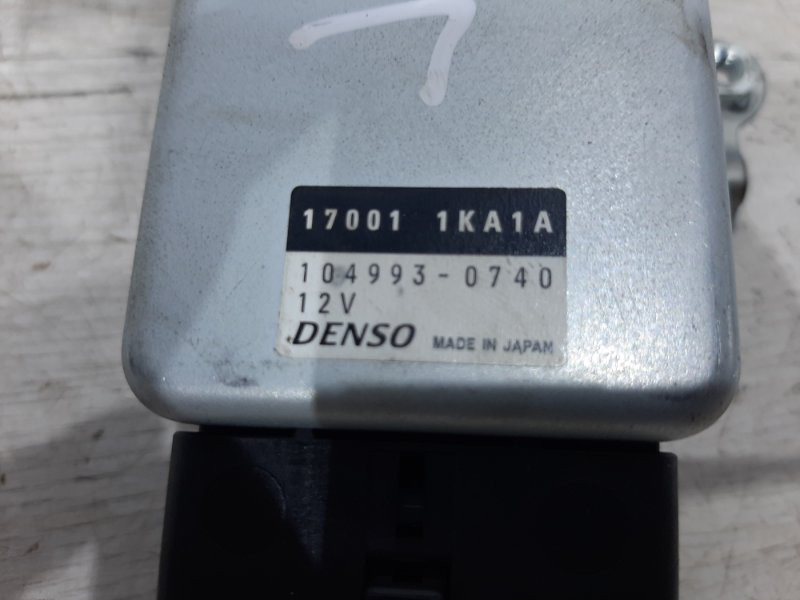 17001 1KA1A
104993-0740
12V
DENSO MADE IN JAPAN